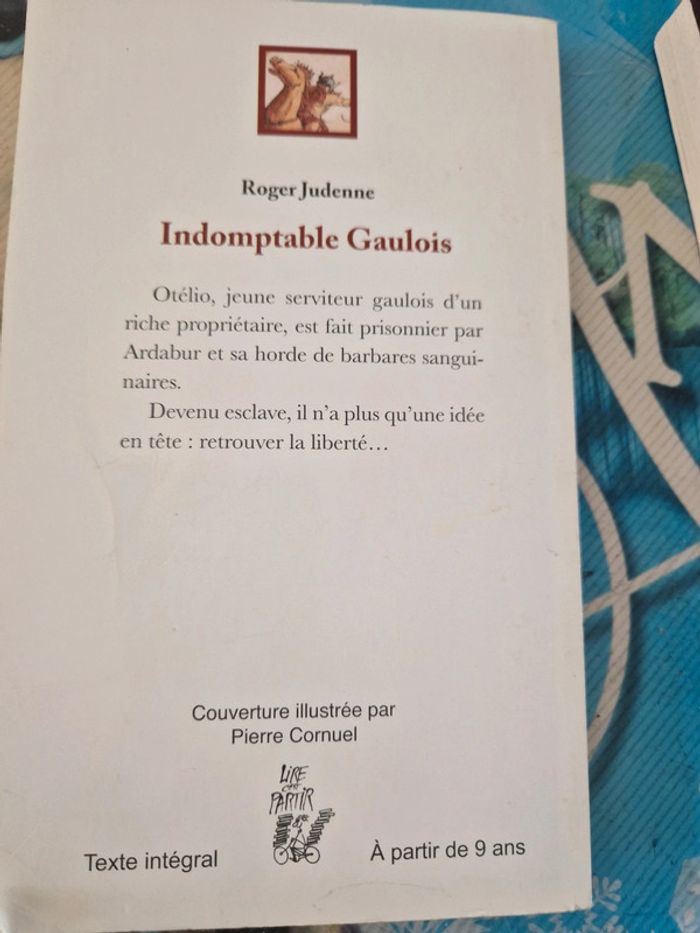 Roger Judenne
Indomptable Gaulois
Otélio, jeune serviteur gaulois d'un
riche propriétaire, est fait prisonnier par
Ardabur et sa horde de barbares sangui-
naires.
Devenu esclave, il n'a plus qu'une idée
en tête : retrouver la liberté…
Couverture illustrée par
Pierre Cornuel
LIRE
C'EST
PARTIR
Texte intégral
À partir de 9 ans